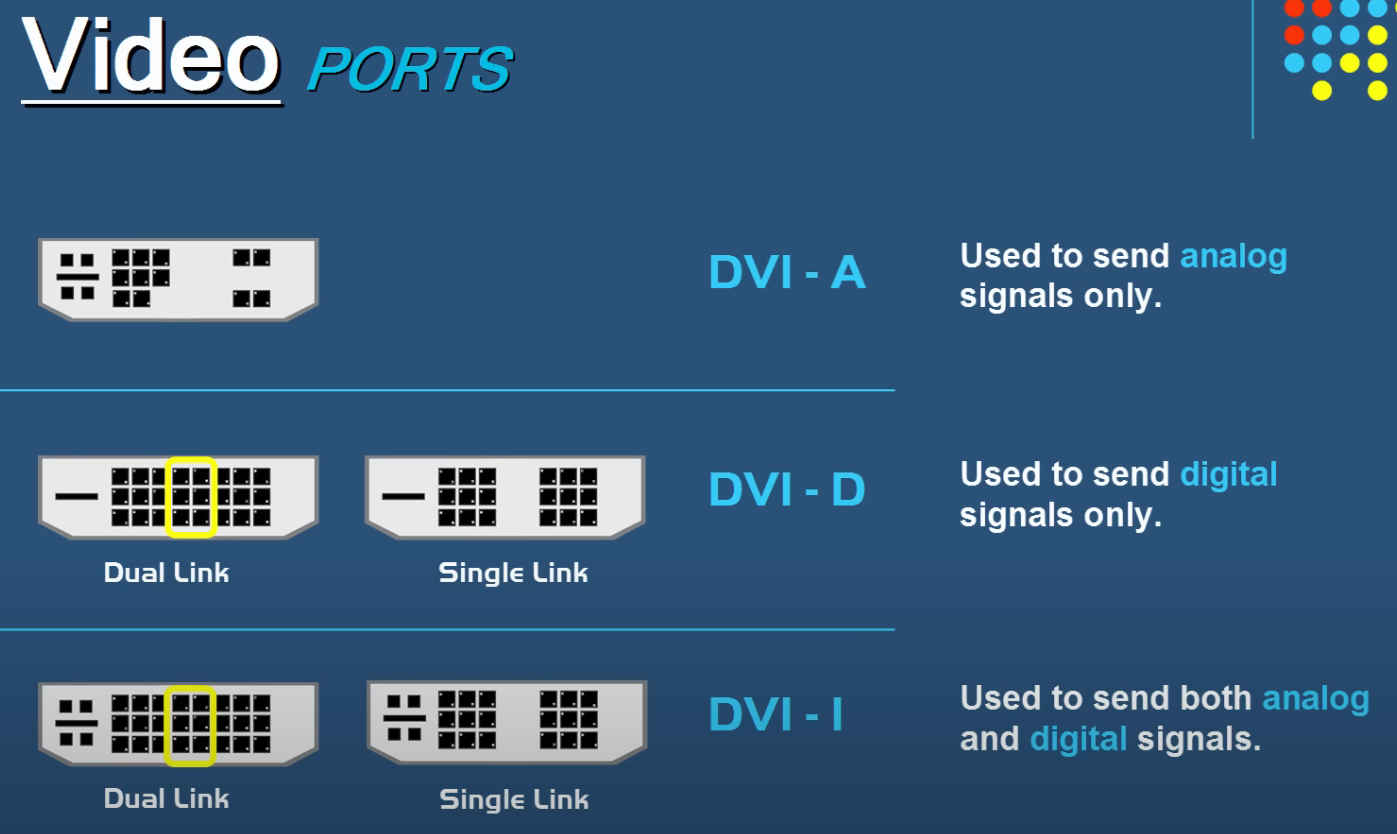 Video PORTS
DVI - A
Used to send analog
signals only.
DVI - D
Used to send digital
signals only.
Dual Link
Single Link
DVI - I
Used to send both analog
and digital signals.
Dual Link
Single Link